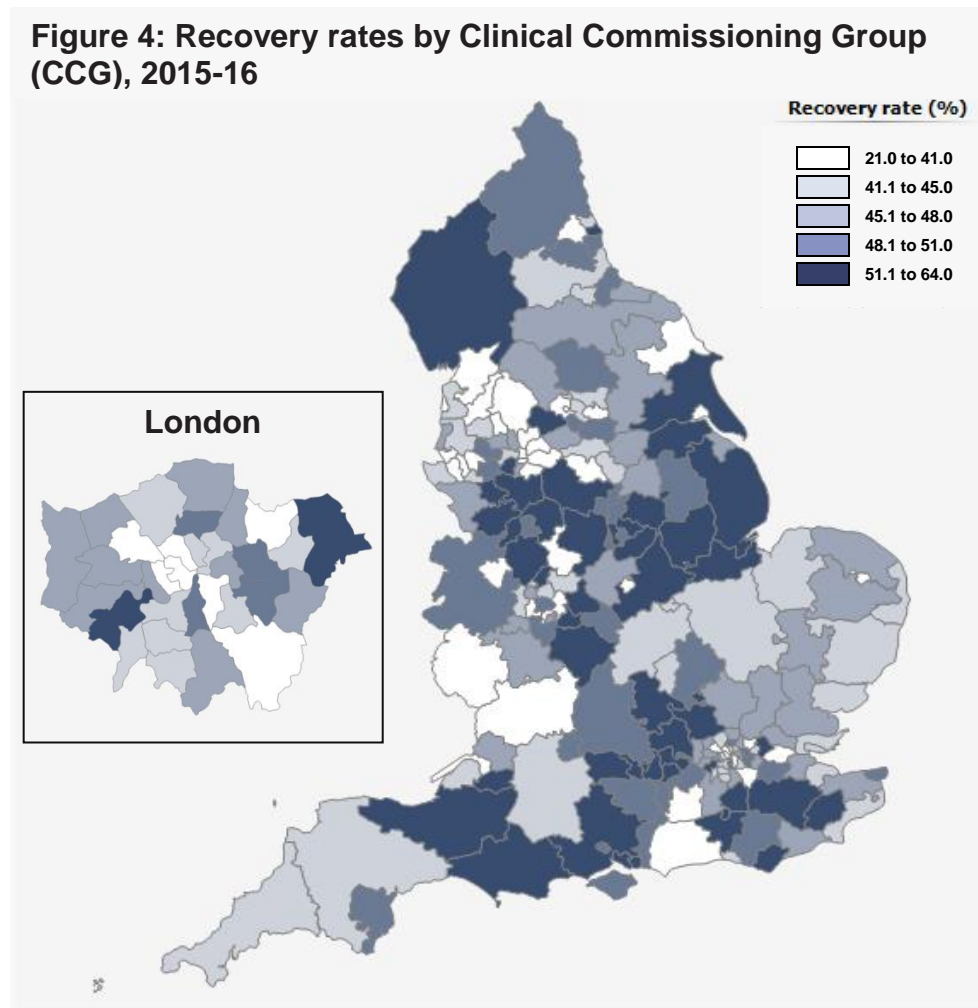 Figure 4: Recovery rates by Clinical Commissioning Group
(CCG), 2015-16
Recovery rate (%)
21.0 to 41.0
41.1 to 45.0
45.1 to 48.0
48.1 to 51.0
51.1 to 64.0
London